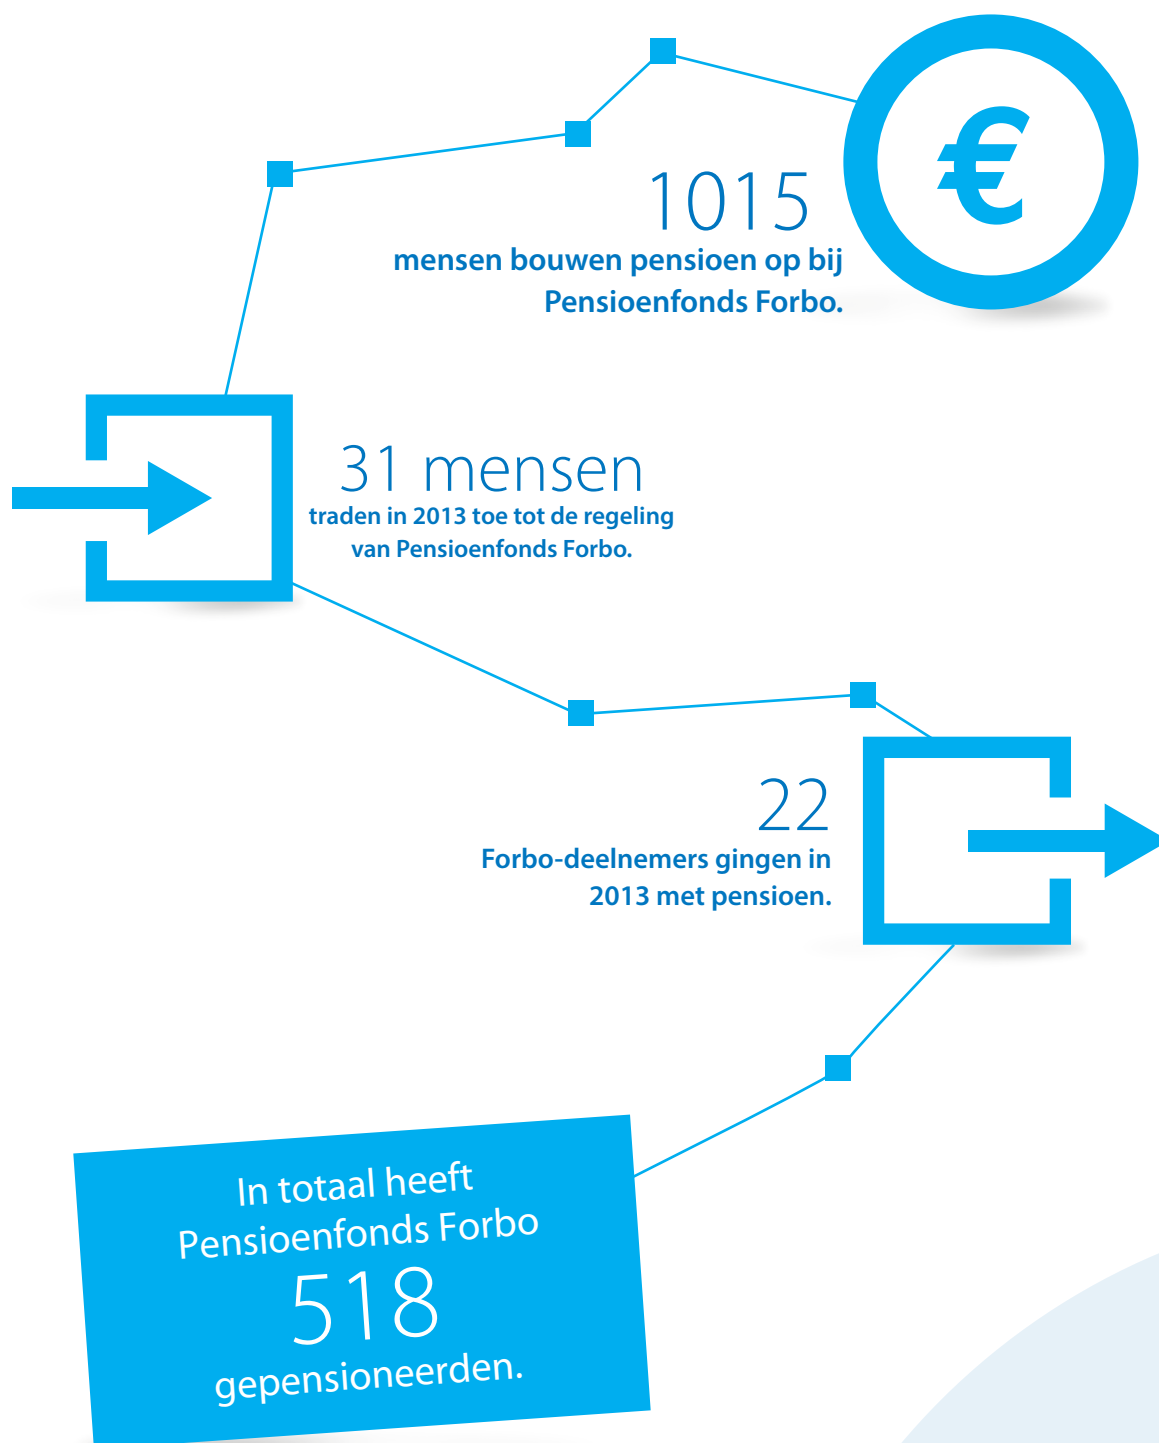 €
1015
mensen bouwen pensioen op bij
Pensioenfonds Forbo.
31 mensen
traden in 2013 toe tot de regeling
van Pensioenfonds Forbo.
22
Forbo-deelnemers gingen in
2013 met pensioen.
In totaal heeft
Pensioenfonds Forbo
518
gepensioneerden.